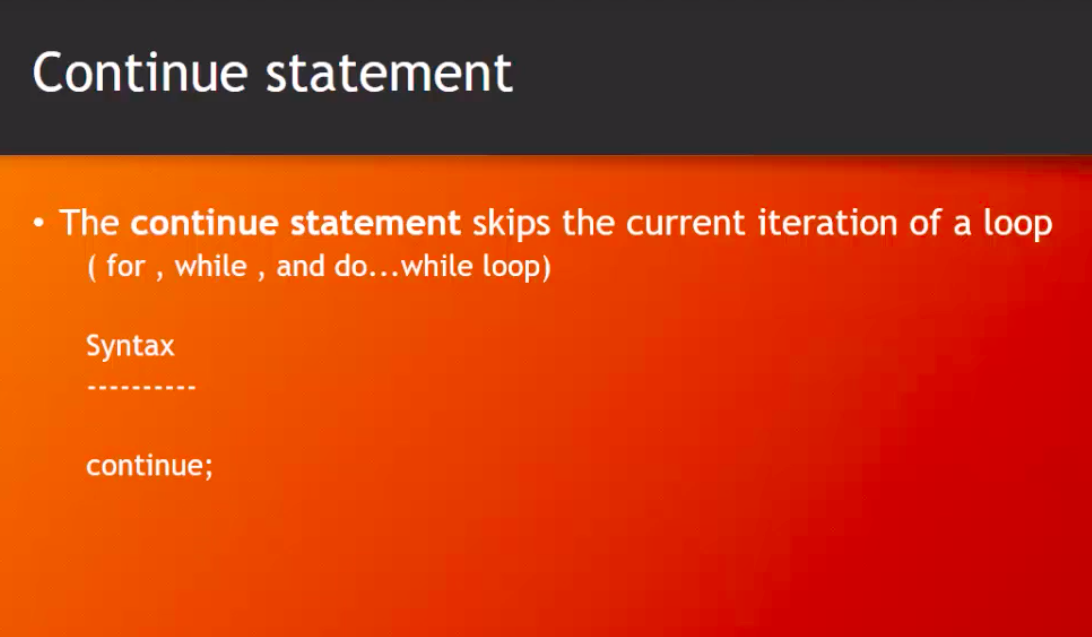 Continue statement
• The continue statement skips the current iteration of a loop
( for , while , and do...while loop)
Syntax
----------
continue;